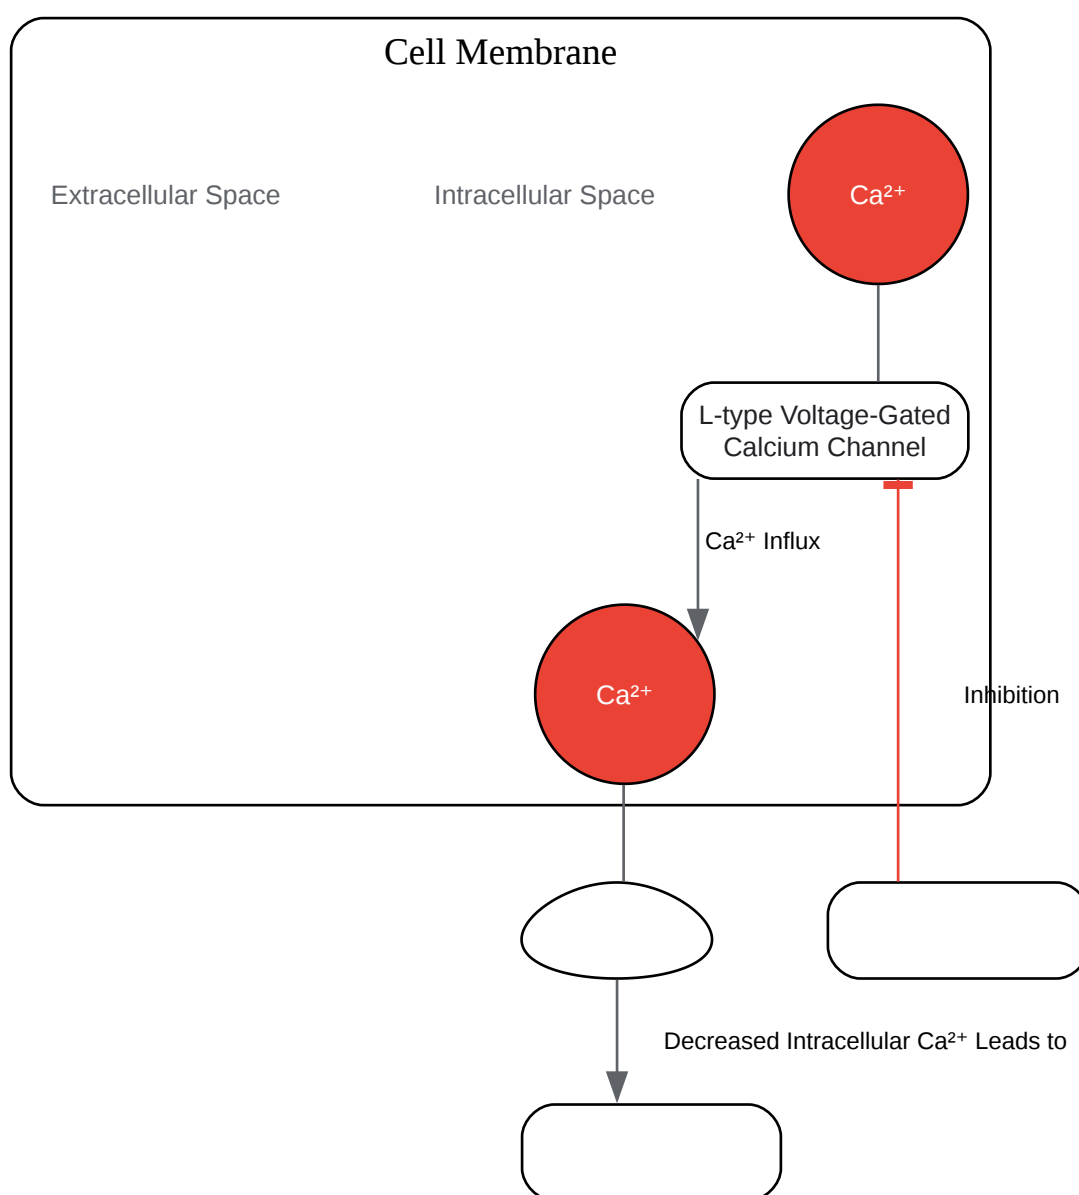 Cell Membrane
Extracellular Space
Intracellular Space
Ca²⁺
L-type Voltage-Gated
Calcium Channel
Ca²⁺ Influx
Ca²⁺
Inhibition
Decreased Intracellular Ca²⁺ Leads to